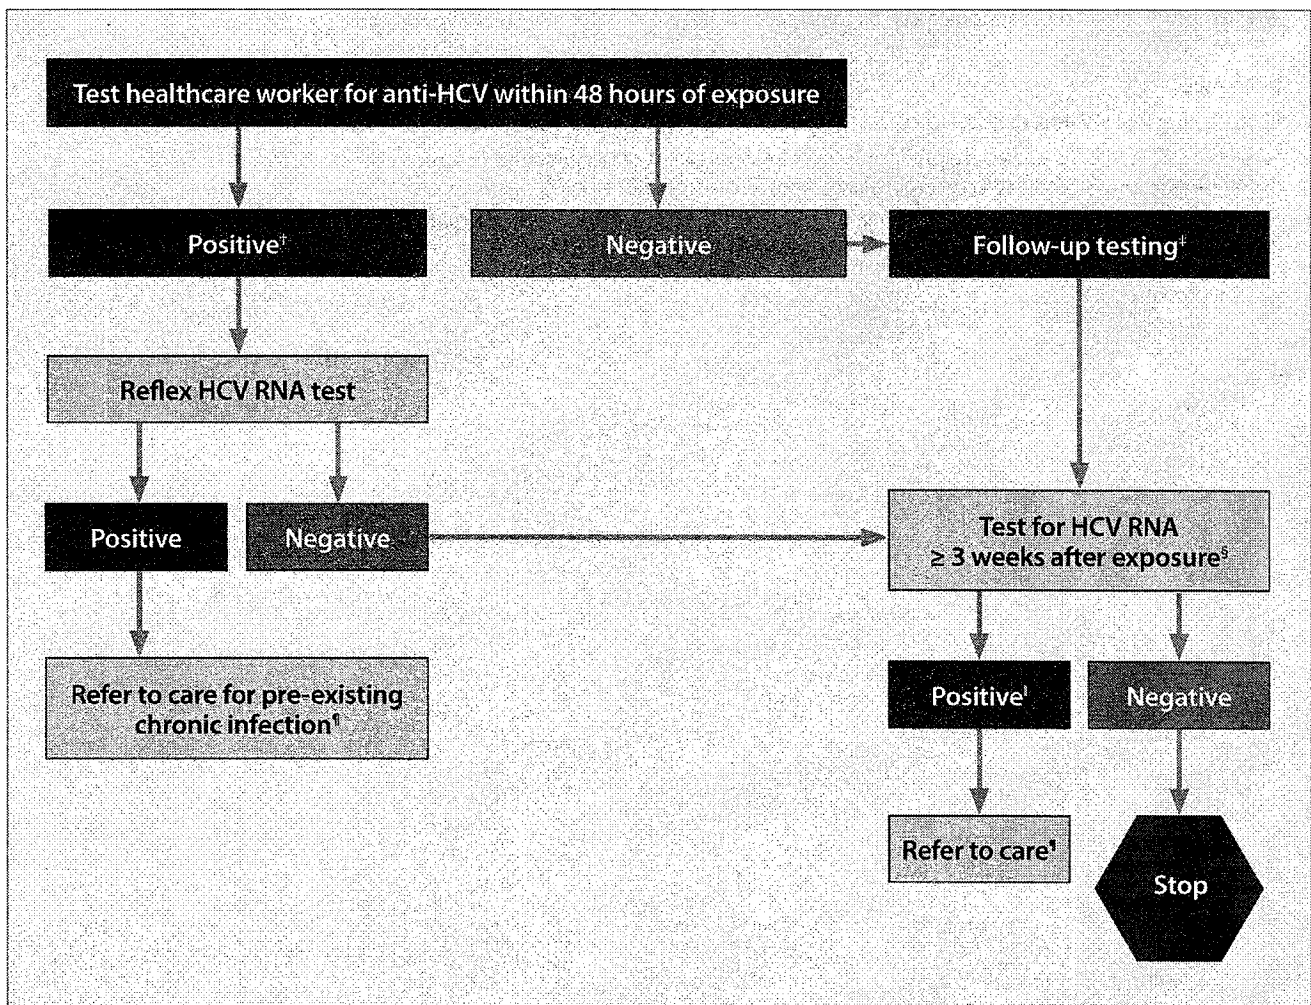 Test healthcare worker for anti-HCV within 48 hours of exposure
Positive†
Negative
Follow-up testing‡
Reflex HCV RNA test
Positive
Negative
Test for HCV RNA
≥ 3 weeks after exposure§
Refer to care for pre-existing
chronic infection¶
Positive‖
Negative
Refer to care¶
Stop